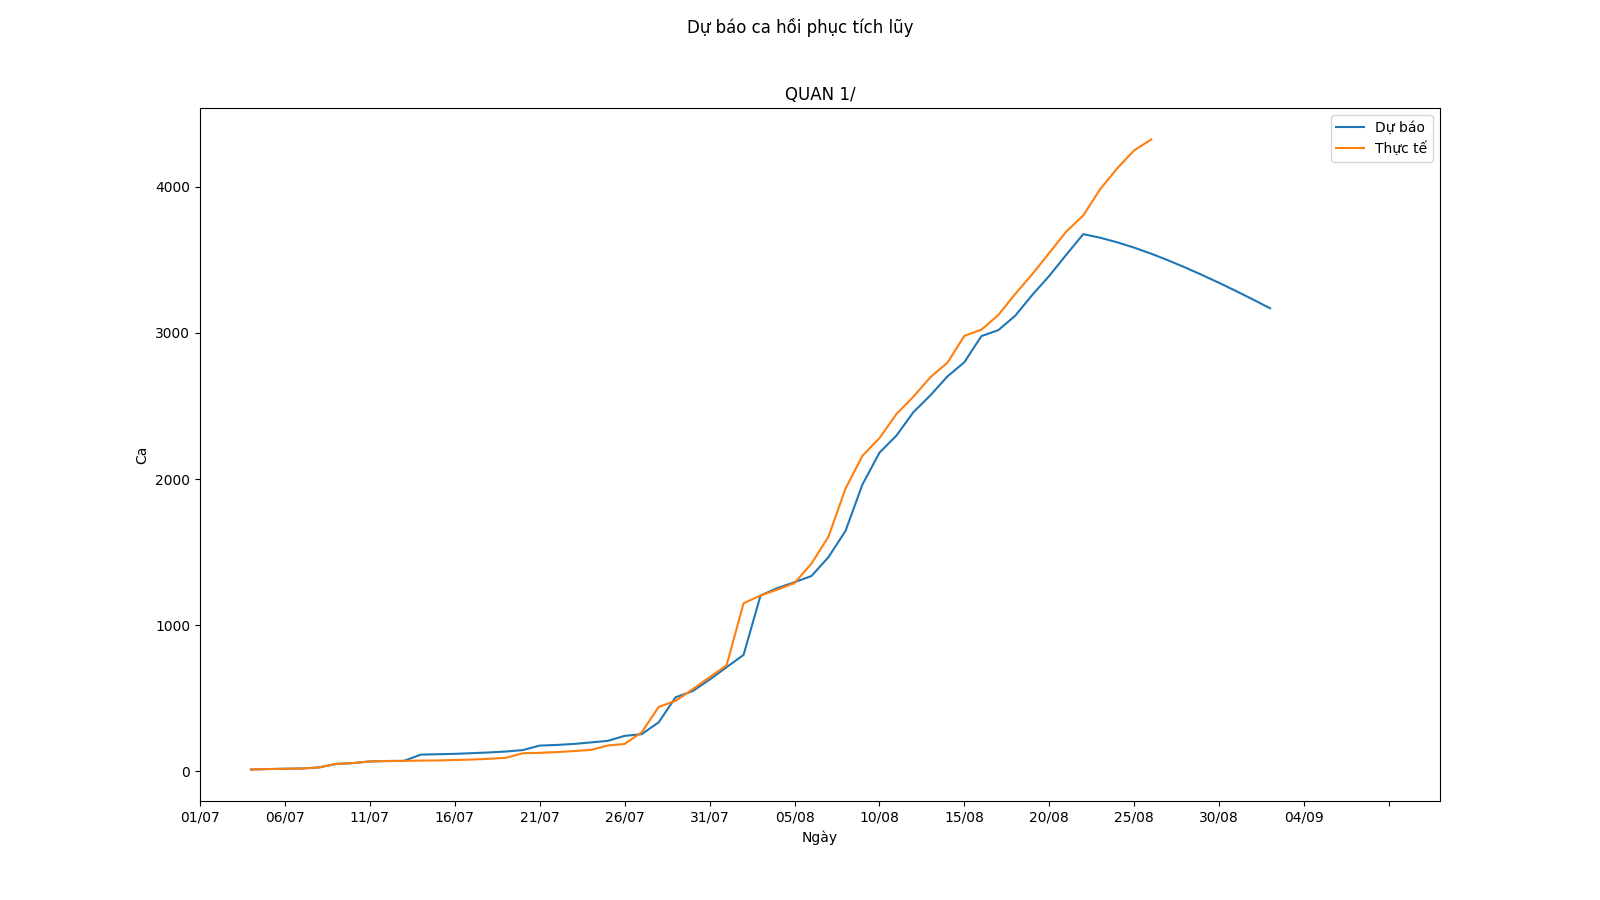 Dự báo ca hồi phục tích lũy
QUAN 1/
Dự báo
Thực tế
4000
3000
2000
1000
0
Ca
01/07 06/07 11/07 16/07 21/07 26/07 31/07 05/08 10/08 15/08 20/08 25/08 30/08 04/09
Ngày